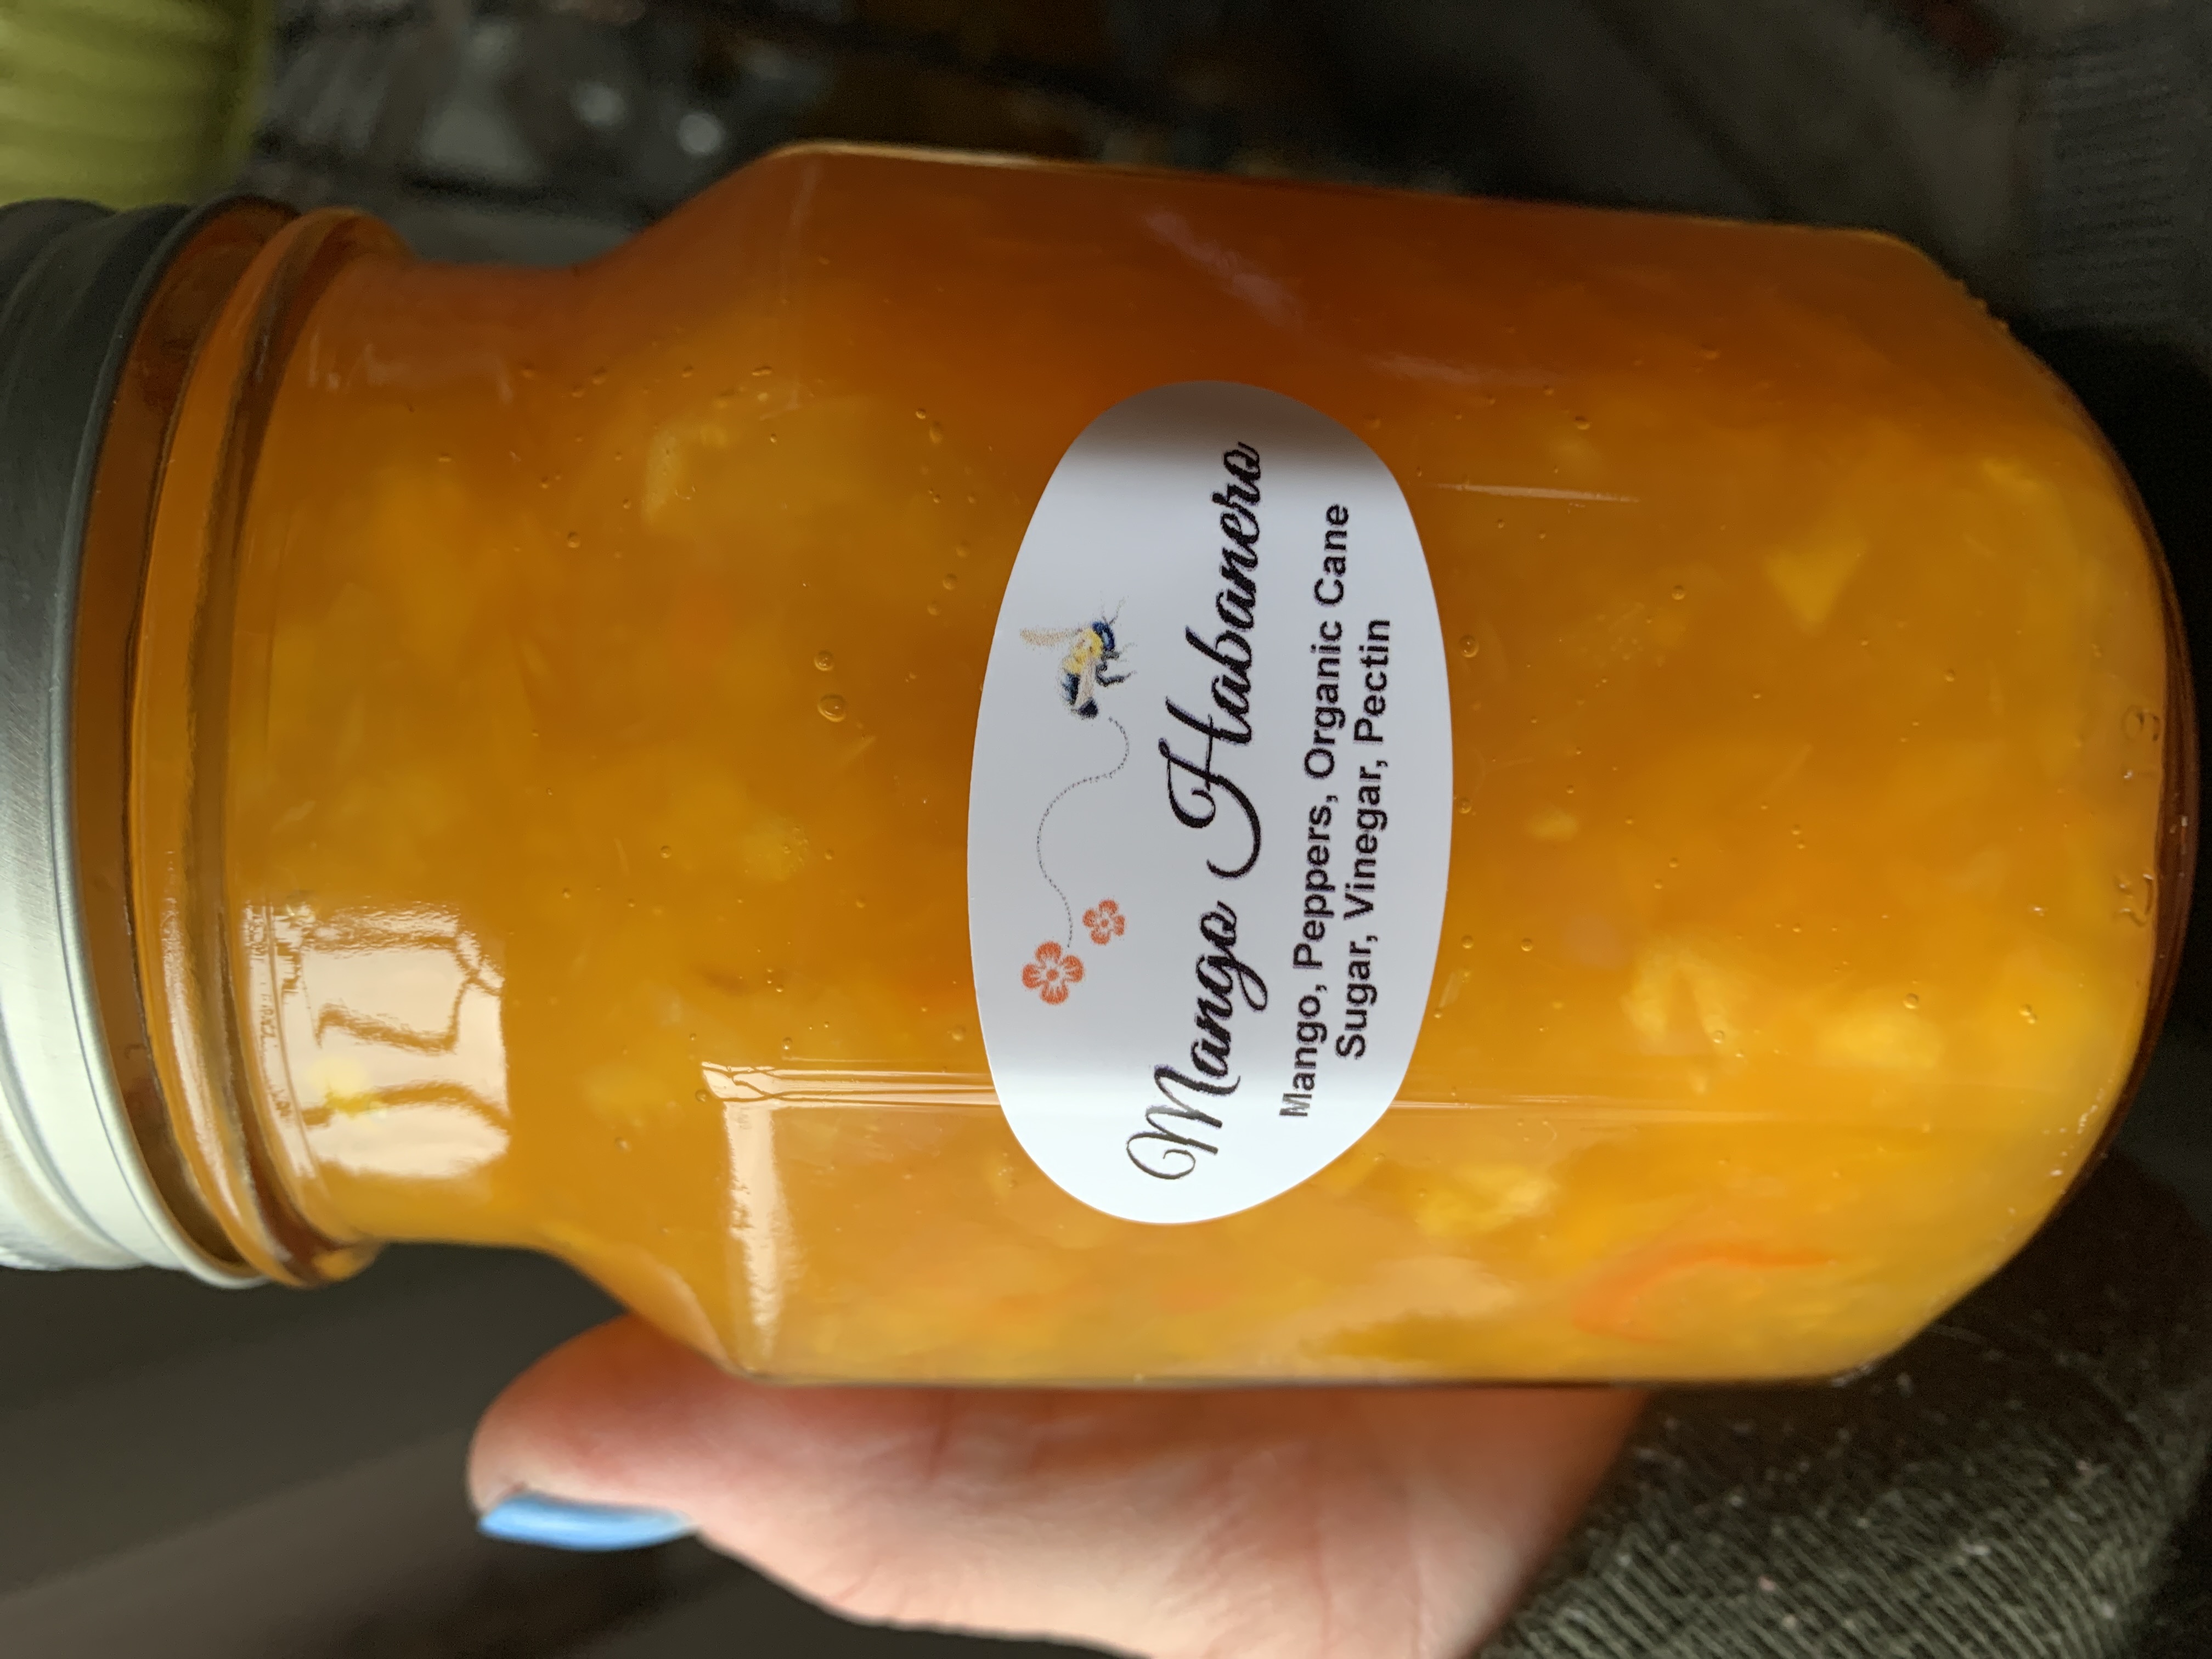 Mango Habanero
Mango, Peppers, Organic Cane
Sugar, Vinegar, Pectin